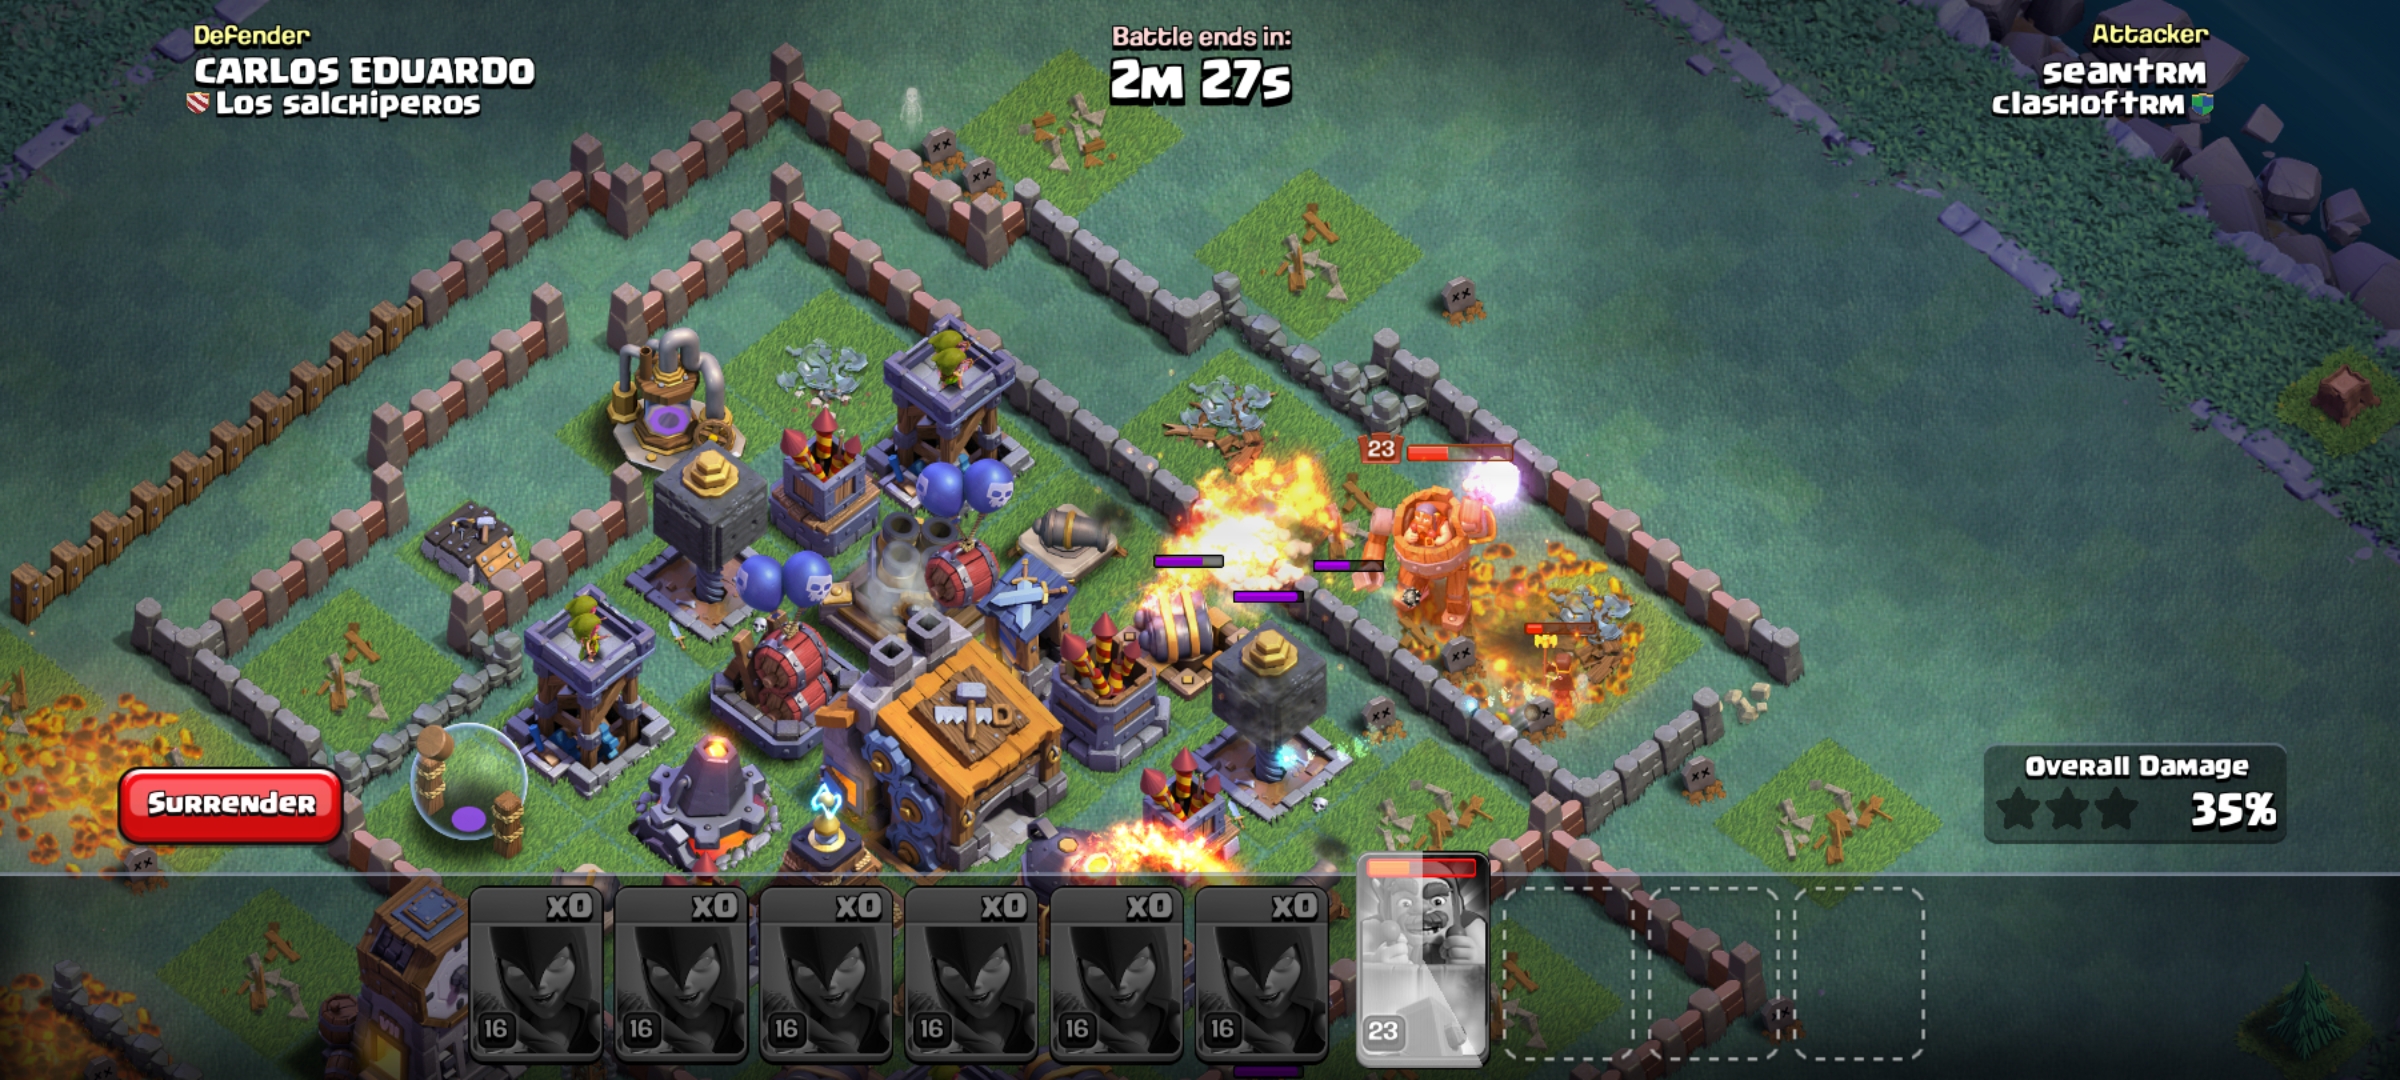 Defender
CARLOS EDUARDO
Los salchiperos
Battle ends in:
2M 27s
Attacker
seantRM
clashoftRM
23
Surrender
Overall Damage
35%
x0
x0
x0
x0
x0
x0
16
16
16
16
16
16
23